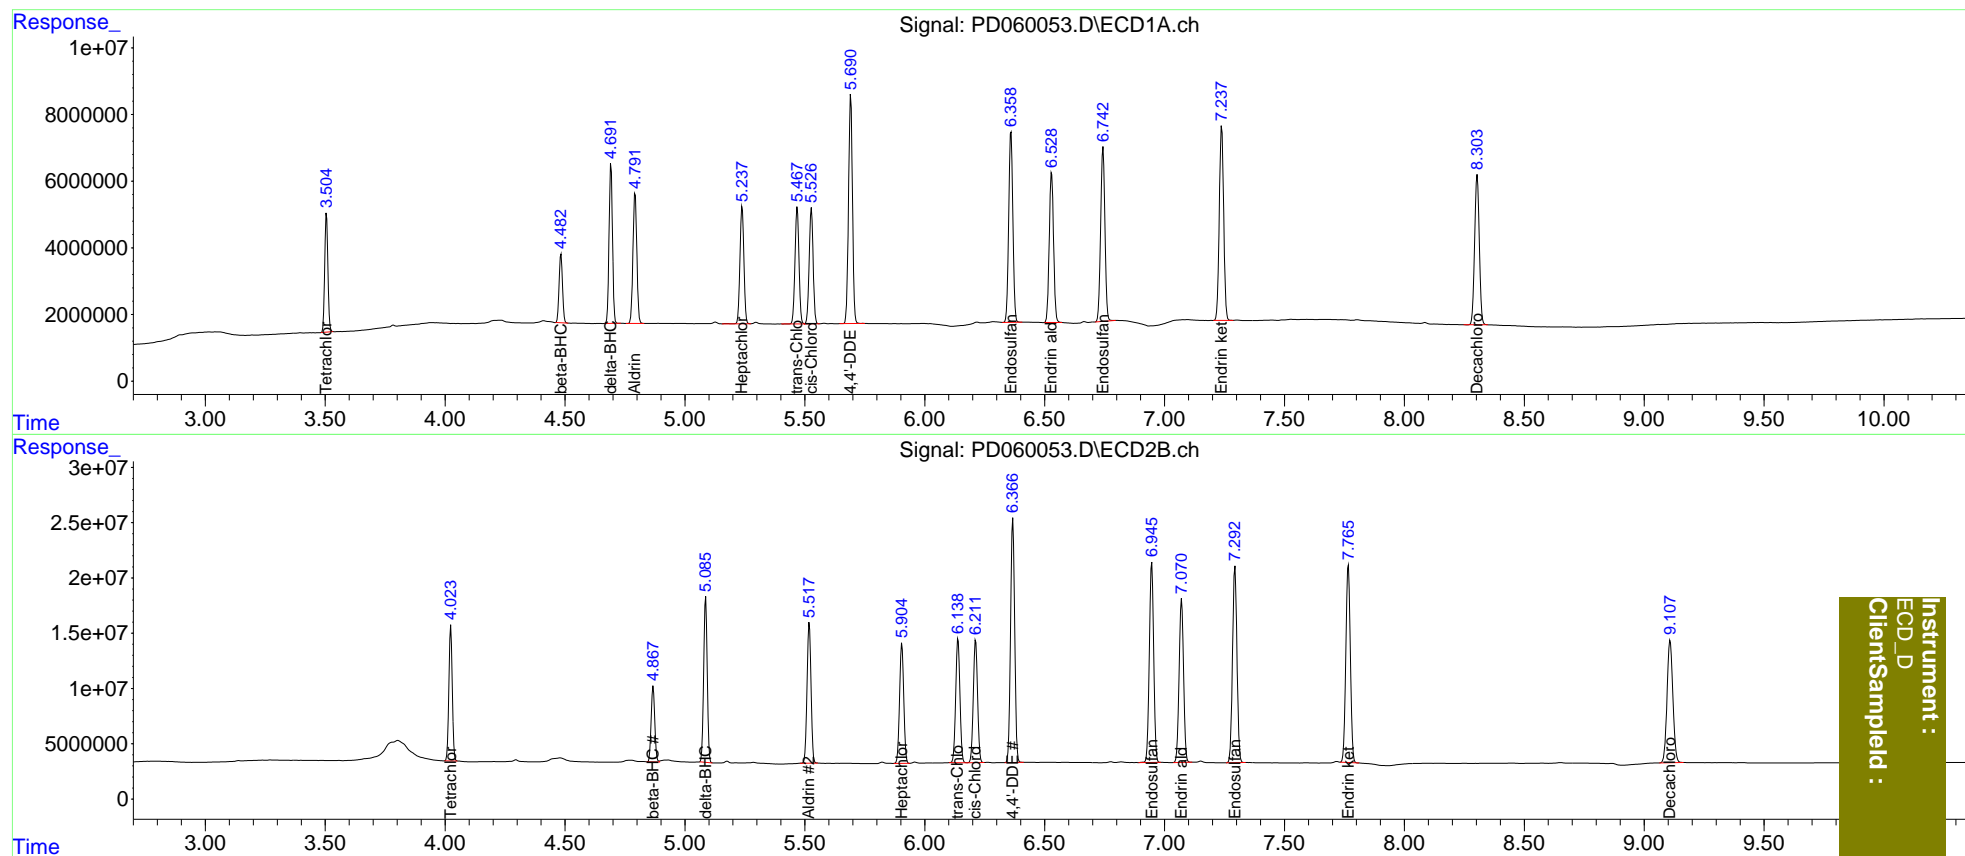 Response_
Signal: PD060053.D\ECD1A.ch
1e+07
8000000
6000000
4000000
2000000
0
3.504
4.482
4.691
4.791
5.237
5.467
5.526
5.690
6.358
6.528
6.742
7.237
8.303
Tetrachlor
beta-BHC
delta-BHC
Aldrin
Heptachlor
trans-Chlo
cis-Chlord
4,4'-DDE
Endosulfan
Endrin ald
Endosulfan
Endrin ket
Decachloro
Time
3.00 3.50 4.00 4.50 5.00 5.50 6.00 6.50 7.00 7.50 8.00 8.50 9.00 9.50 10.00
Response_
Signal: PD060053.D\ECD2B.ch
3e+07
2.5e+07
2e+07
1.5e+07
1e+07
5000000
0
4.023
4.867
5.085
5.517
5.904
6.138
6.211
6.366
6.945
7.070
7.292
7.765
9.107
Tetrachlor
beta-BHC #
delta-BHC
Aldrin #2
Heptachlor
trans-Chlo
cis-Chlord
4,4'-DDE #
Endosulfan
Endrin ald
Endosulfan
Endrin ket
Decachloro
Time
3.00 3.50 4.00 4.50 5.00 5.50 6.00 6.50 7.00 7.50 8.00 8.50 9.00 9.50
Instrument :
ECD_D
ClientSampleId :